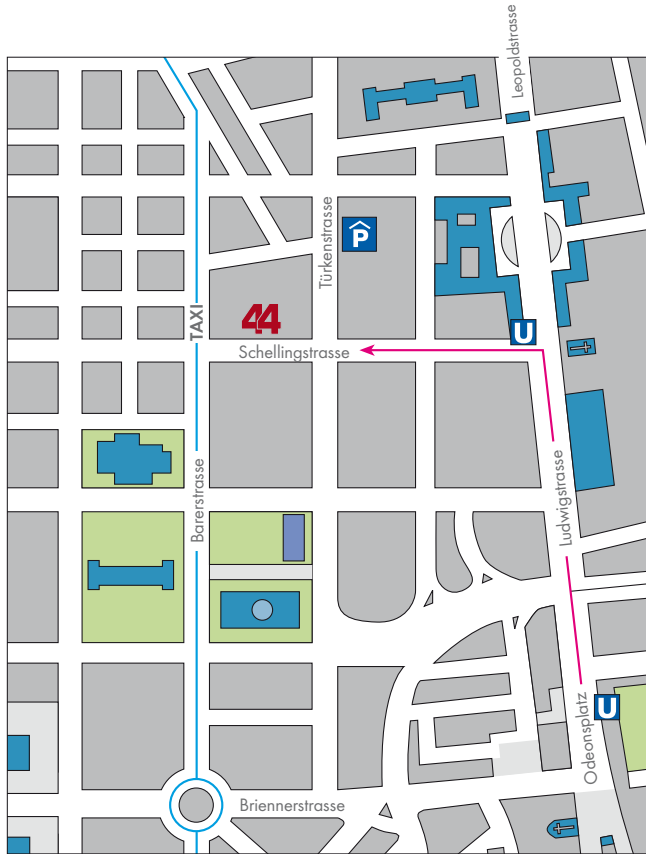 Leopoldstrasse
Türkenstrasse
P
TAXI
44
U
Schellingstrasse
Barerstrasse
Ludwigstrasse
U
Odeonsplatz
Briennerstrasse